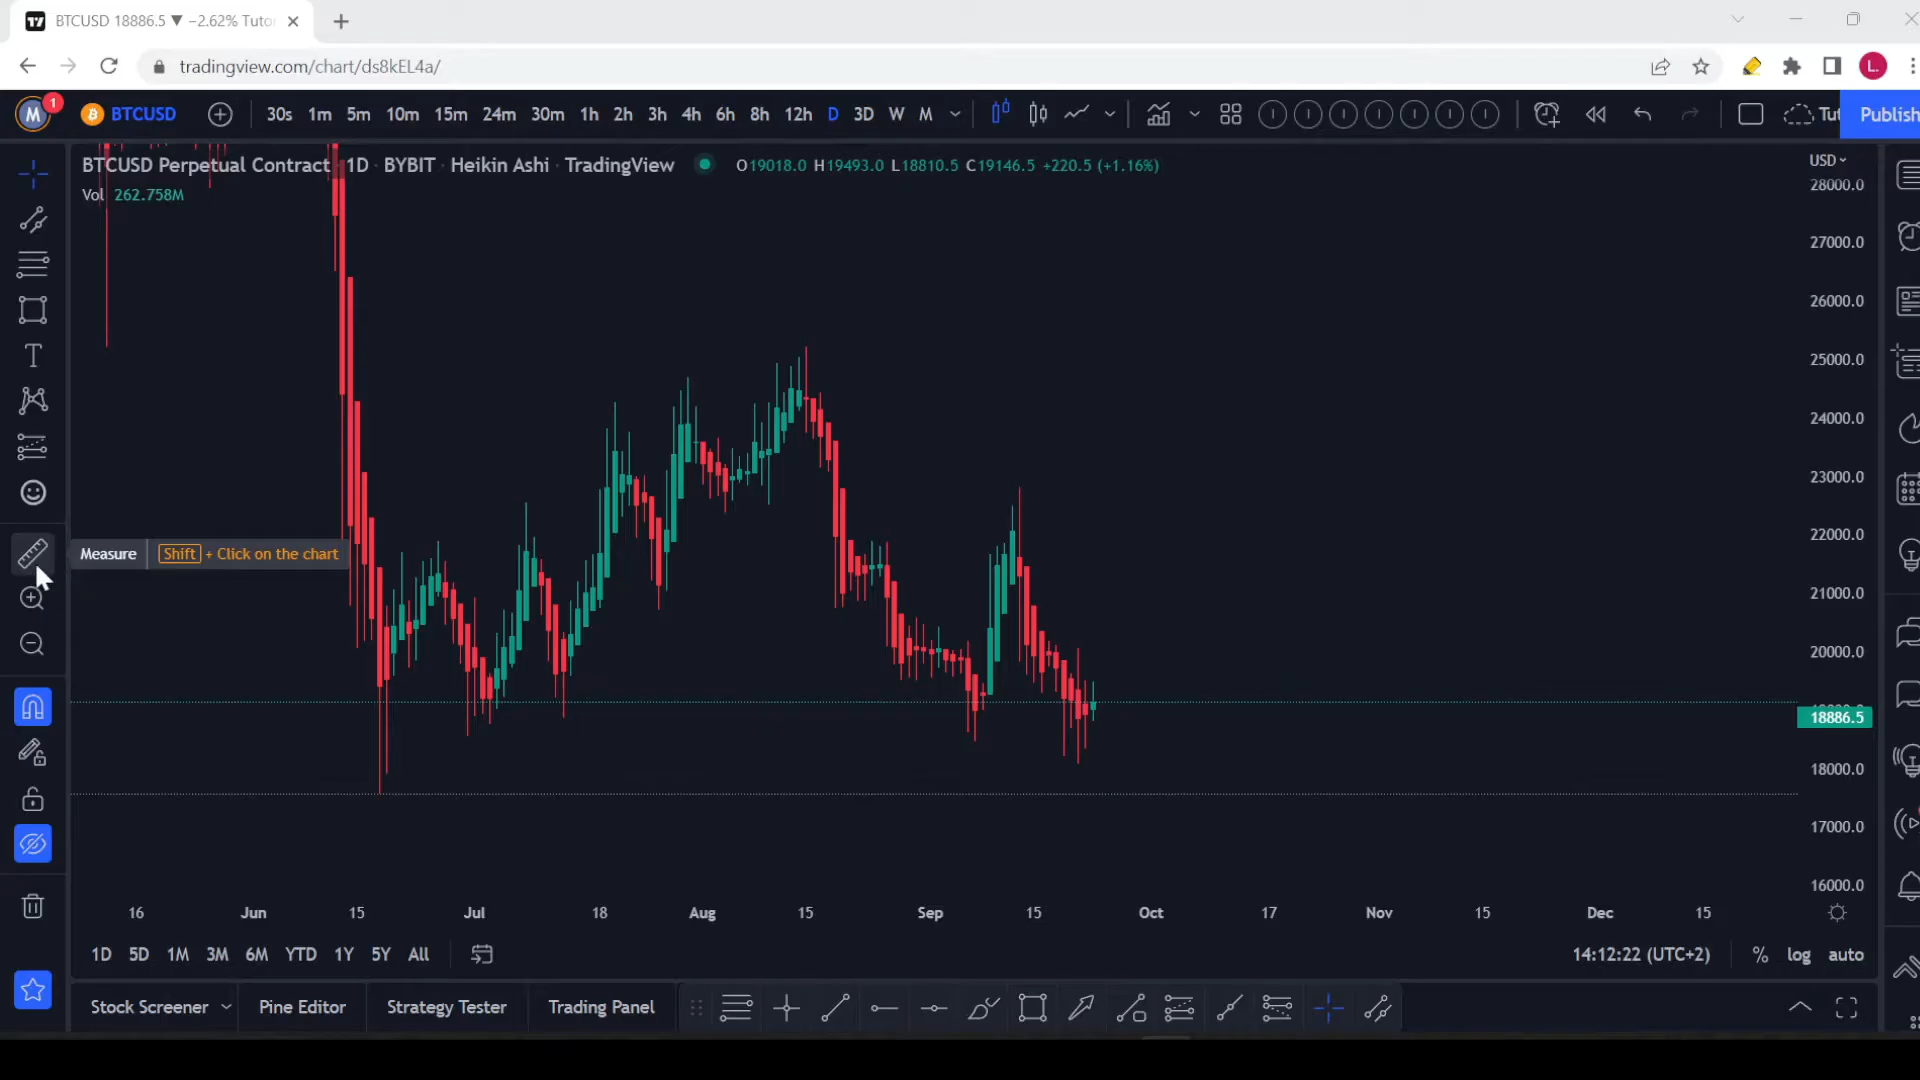 BTCUSD 18886.5 ▼ −2.62% Tuto
tradingview.com/chart/ds8kEL4a/
L.
M 1 BTCUSD 30s 1m 5m 10m 15m 24m 30m 1h 2h 3h 4h 6h 8h 12h D 3D W M Tut Publish
BTCUSD Perpetual Contract · 1D · BYBIT · Heikin Ashi · TradingView O19018.0 H19493.0 L18810.5 C19146.5 +220.5 (+1.16%)
Vol 262.758M
USD
28000.0
27000.0
26000.0
25000.0
24000.0
23000.0
22000.0
21000.0
20000.0
18886.5
18000.0
17000.0
16000.0
Measure Shift + Click on the chart
16 Jun 15 Jul 18 Aug 15 Sep 15 Oct 17 Nov 15 Dec 15
1D 5D 1M 3M 6M YTD 1Y 5Y All 14:12:22 (UTC+2) % log auto
Stock Screener Pine Editor Strategy Tester Trading Panel